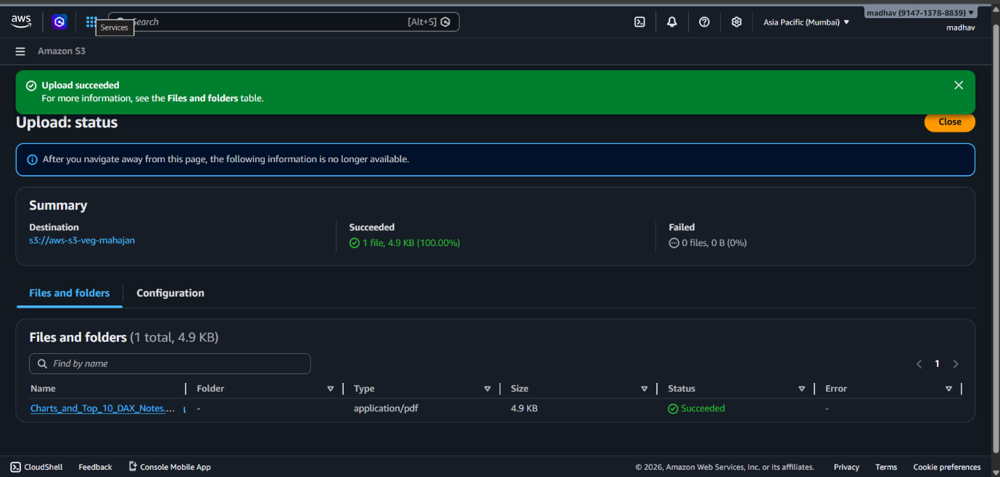 aws
Services
Search
[Alt+S]
Asia Pacific (Mumbai) ▼
madhav (9147-1378-8839) ▼
madhav
Amazon S3
Upload succeeded
For more information, see the Files and folders table.
Upload: status
Close
After you navigate away from this page, the following information is no longer available.
Summary
Destination
s3://aws-s3-veg-mahajan
Succeeded
1 file, 4.9 KB (100.00%)
Failed
0 files, 0 B (0%)
Files and folders
Configuration
Files and folders (1 total, 4.9 KB)
Find by name
1
Name Folder Type Size Status Error
Charts_and_Top_10_DAX_Notes.... - application/pdf 4.9 KB Succeeded -
CloudShell Feedback Console Mobile App © 2026, Amazon Web Services, Inc. or its affiliates. Privacy Terms Cookie preferences